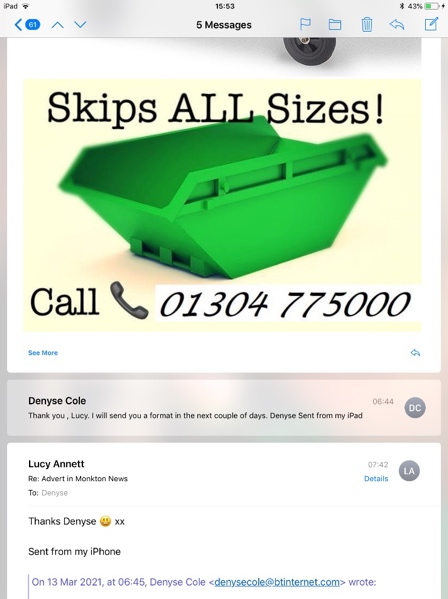 iPad 15:53 43%
61 5 Messages
Skips ALL Sizes!
Call 01304 775000
See More
Denyse Cole 06:44
Thank you , Lucy. I will send you a format in the next couple of days. Denyse Sent from my iPad
DC
Lucy Annett 07:42
LA
Re: Advert in Monkton News Details
To: Denyse
Thanks Denyse 😃 xx
Sent from my iPhone
On 13 Mar 2021, at 06:45, Denyse Cole <denysecole@btinternet.com> wrote: